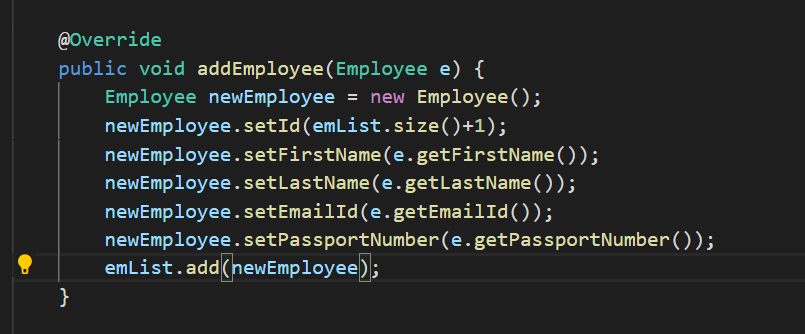 @Override
public void addEmployee(Employee e) {
Employee newEmployee = new Employee();
newEmployee.setId(emList.size()+1);
newEmployee.setFirstName(e.getFirstName());
newEmployee.setLastName(e.getLastName());
newEmployee.setEmailId(e.getEmailId());
newEmployee.setPassportNumber(e.getPassportNumber());
emList.add(newEmployee);
}